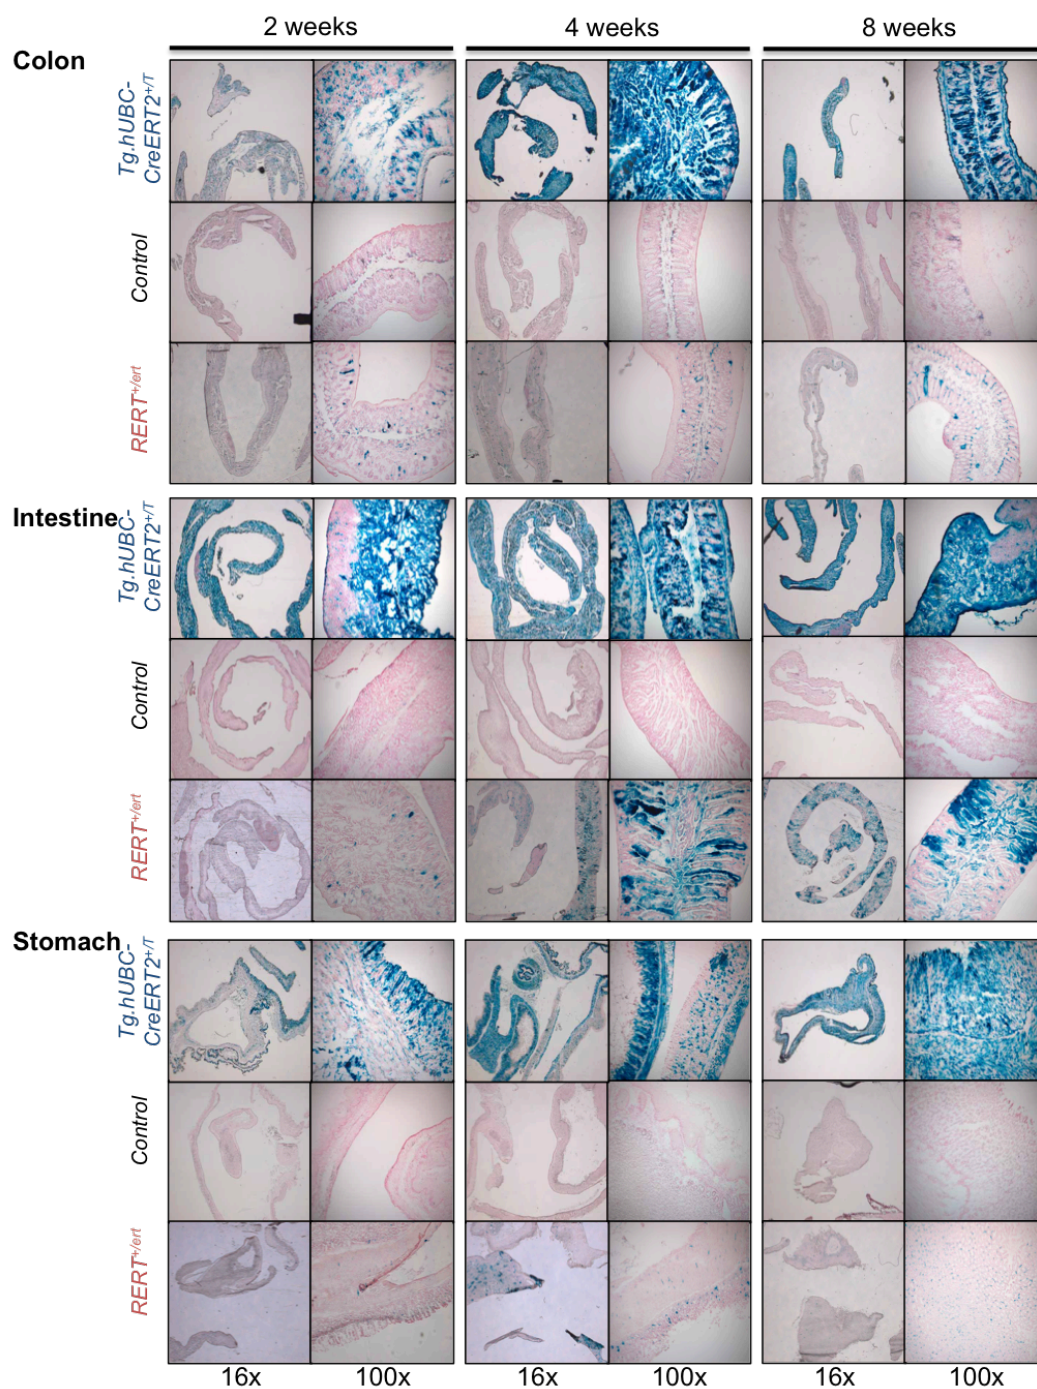 2 weeks 4 weeks 8 weeks
Colon
Tg.hUBC-
CreERT2+/T
Control
RERT+/ert
Intestine
Tg.hUBC-
CreERT2+/T
Control
RERT+/ert
Stomach
Tg.hUBC-
CreERT2+/T
Control
RERT+/ert
16x 100x 16x 100x 16x 100x